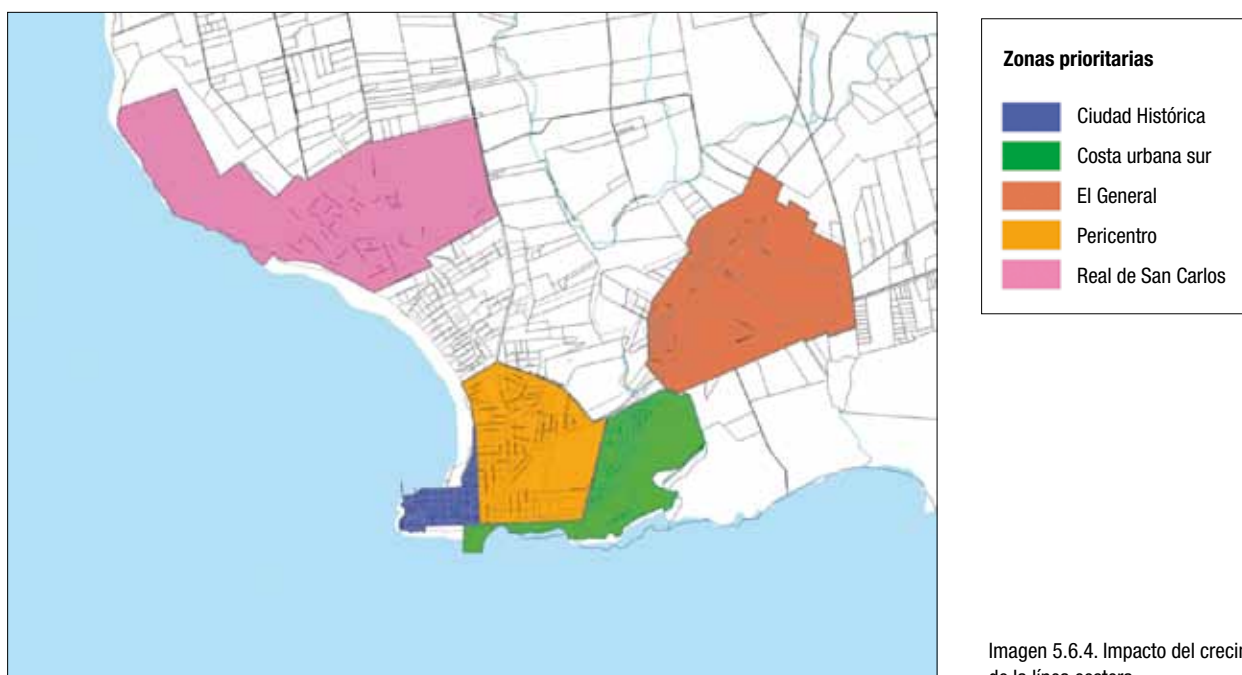 Zonas prioritarias
Ciudad Histórica
Costa urbana sur
El General
Pericentro
Real de San Carlos
Imagen 5.6.4. Impacto del